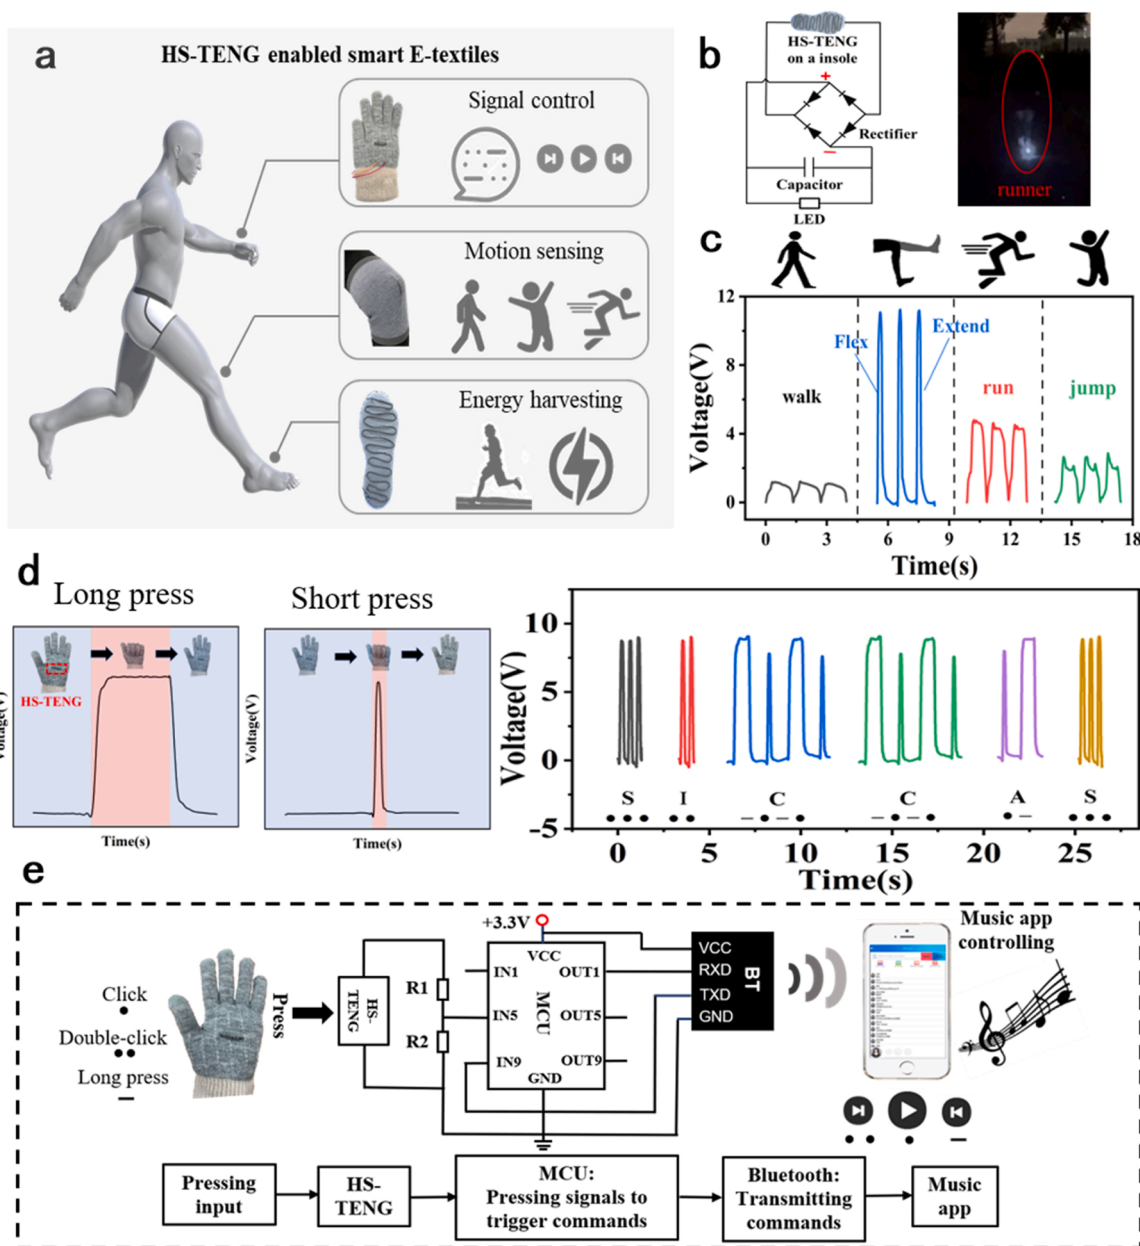 a
HS-TENG enabled smart E-textiles
Signal control
Motion sensing
Energy harvesting
b
HS-TENG
on a insole
+
Rectifier
−
Capacitor
LED
runner
c
12
8
4
0
Voltage(V)
walk
Flex
Extend
run
jump
0 3 6 9 12 15 18
Time(s)
d
Long press
HS-TENG
Voltage(V)
Time(s)
Short press
Voltage(V)
Time(s)
10
5
0
-5
Voltage(V)
S I C C A S
● ● ● ● ● — ● — ● — ● — ● ● — ● ● ●
0 5 10 15 20 25
Time(s)
e
Click
●
Double-click
●●
Long press
—
Press
HS-
TENG
R1
R2
+3.3V
VCC
IN1
IN5
IN9
MCU
OUT1
OUT5
OUT9
GND
VCC
RXD
TXD
GND
BT
Music app
controlling
● ● ● —
Pressing
input
HS-
TENG
MCU:
Pressing signals to
trigger commands
Bluetooth:
Transmitting
commands
Music
app